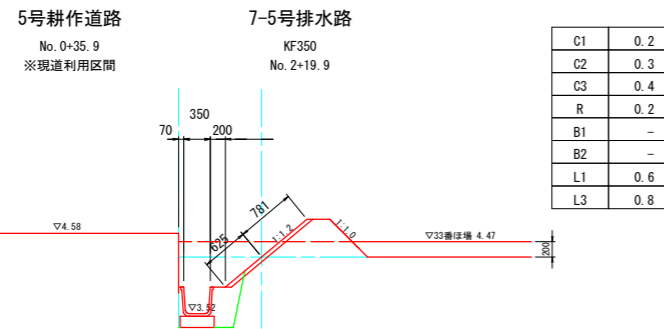 5号耕作道路
No. 0+35. 9
※現道利用区間
7-5号排水路
KF350
No. 2+19. 9
350
70
200
781
625
1:1.2
1:1.0
▽4.58
▽33番ほ場 4.47
200
▽3.52
C1 0. 2
C2 0. 3
C3 0. 4
R 0. 2
B1 -
B2 -
L1 0. 6
L3 0. 8